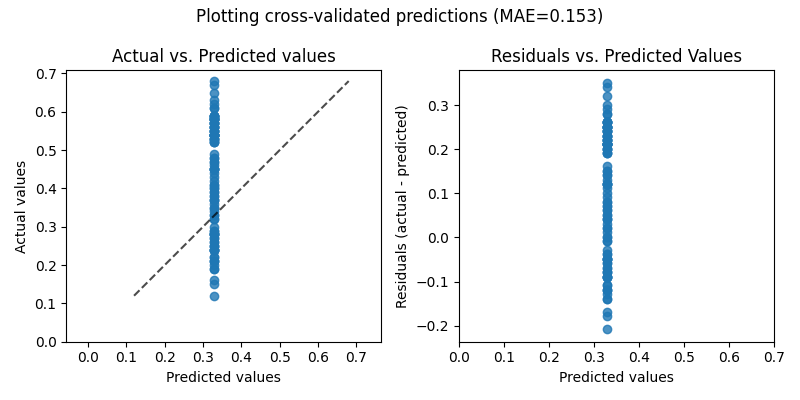 Plotting cross-validated predictions (MAE=0.153)
Actual vs. Predicted values
Residuals vs. Predicted Values
0.7
0.6
0.5
0.4
0.3
0.2
0.1
0.0
Actual values
0.0 0.1 0.2 0.3 0.4 0.5 0.6 0.7
Predicted values
0.3
0.2
0.1
0.0
−0.1
−0.2
Residuals (actual - predicted)
0.0 0.1 0.2 0.3 0.4 0.5 0.6 0.7
Predicted values